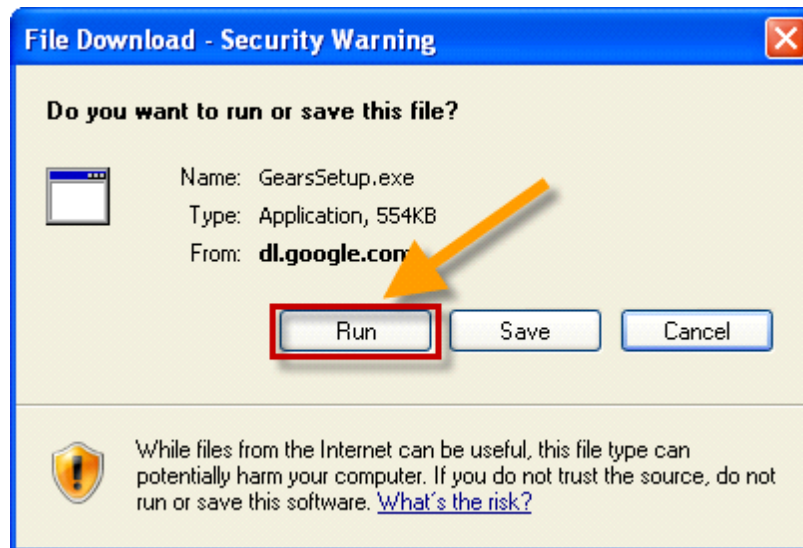 File Download - Security Warning
Do you want to run or save this file?
Name: GearsSetup.exe
Type: Application, 554KB
From: dl.google.com
Run Save Cancel
While files from the Internet can be useful, this file type can
potentially harm your computer. If you do not trust the source, do not
run or save this software. What's the risk?